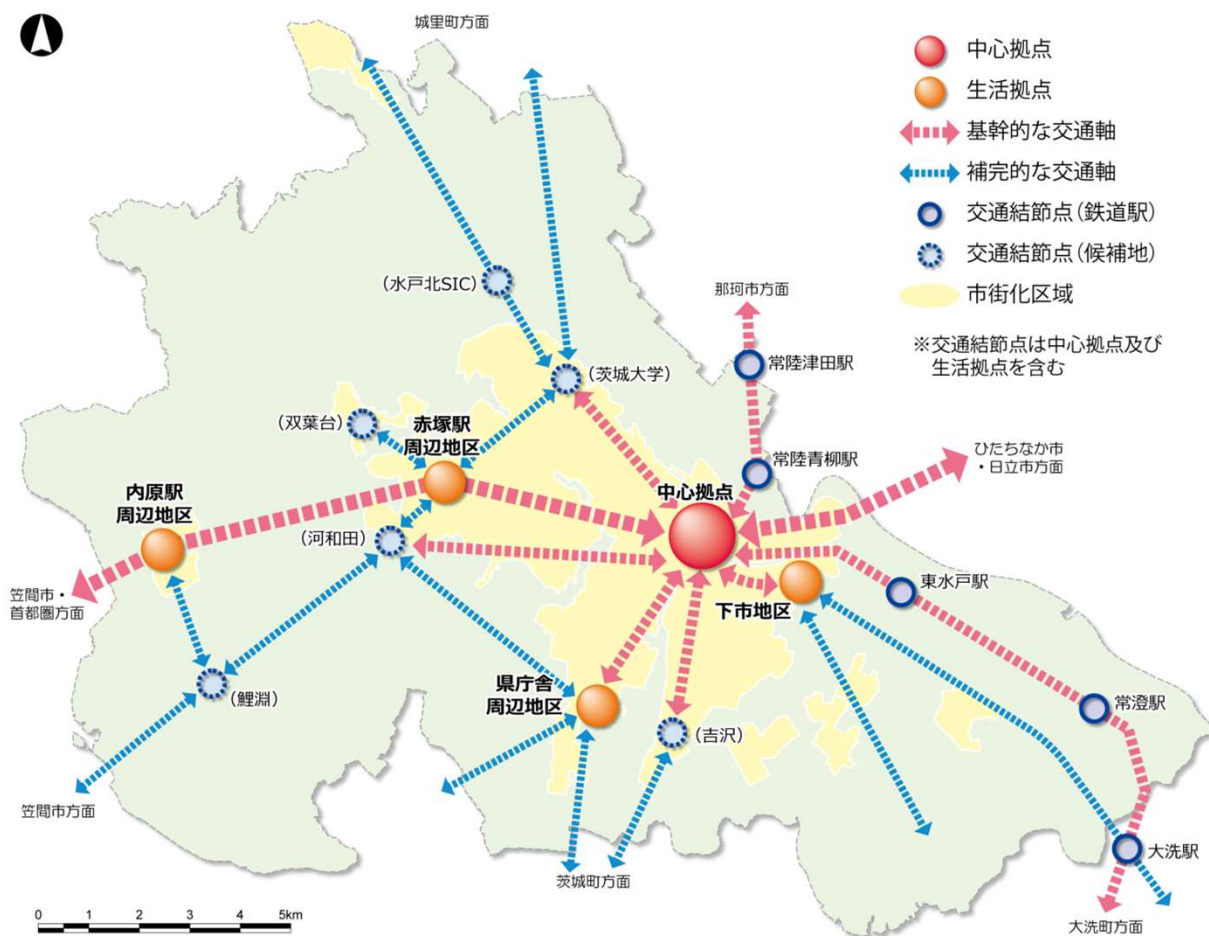 城里町方面
中心拠点
生活拠点
基幹的な交通軸
補完的な交通軸
交通結節点(鉄道駅)
交通結節点(候補地)
市街化区域
※交通結節点は中心拠点及び
生活拠点を含む
(水戸北SIC)
那珂市方面
常陸津田駅
(茨城大学)
(双葉台)
赤塚駅
周辺地区
ひたちなか市
・日立市方面
常陸青柳駅
中心拠点
内原駅
周辺地区
(河和田)
東水戸駅
笠間市・
首都圏方面
下市地区
県庁舎
周辺地区
(鯉淵)
(吉沢)
常澄駅
笠間市方面
大洗駅
茨城町方面
大洗町方面
0 1 2 3 4 5km